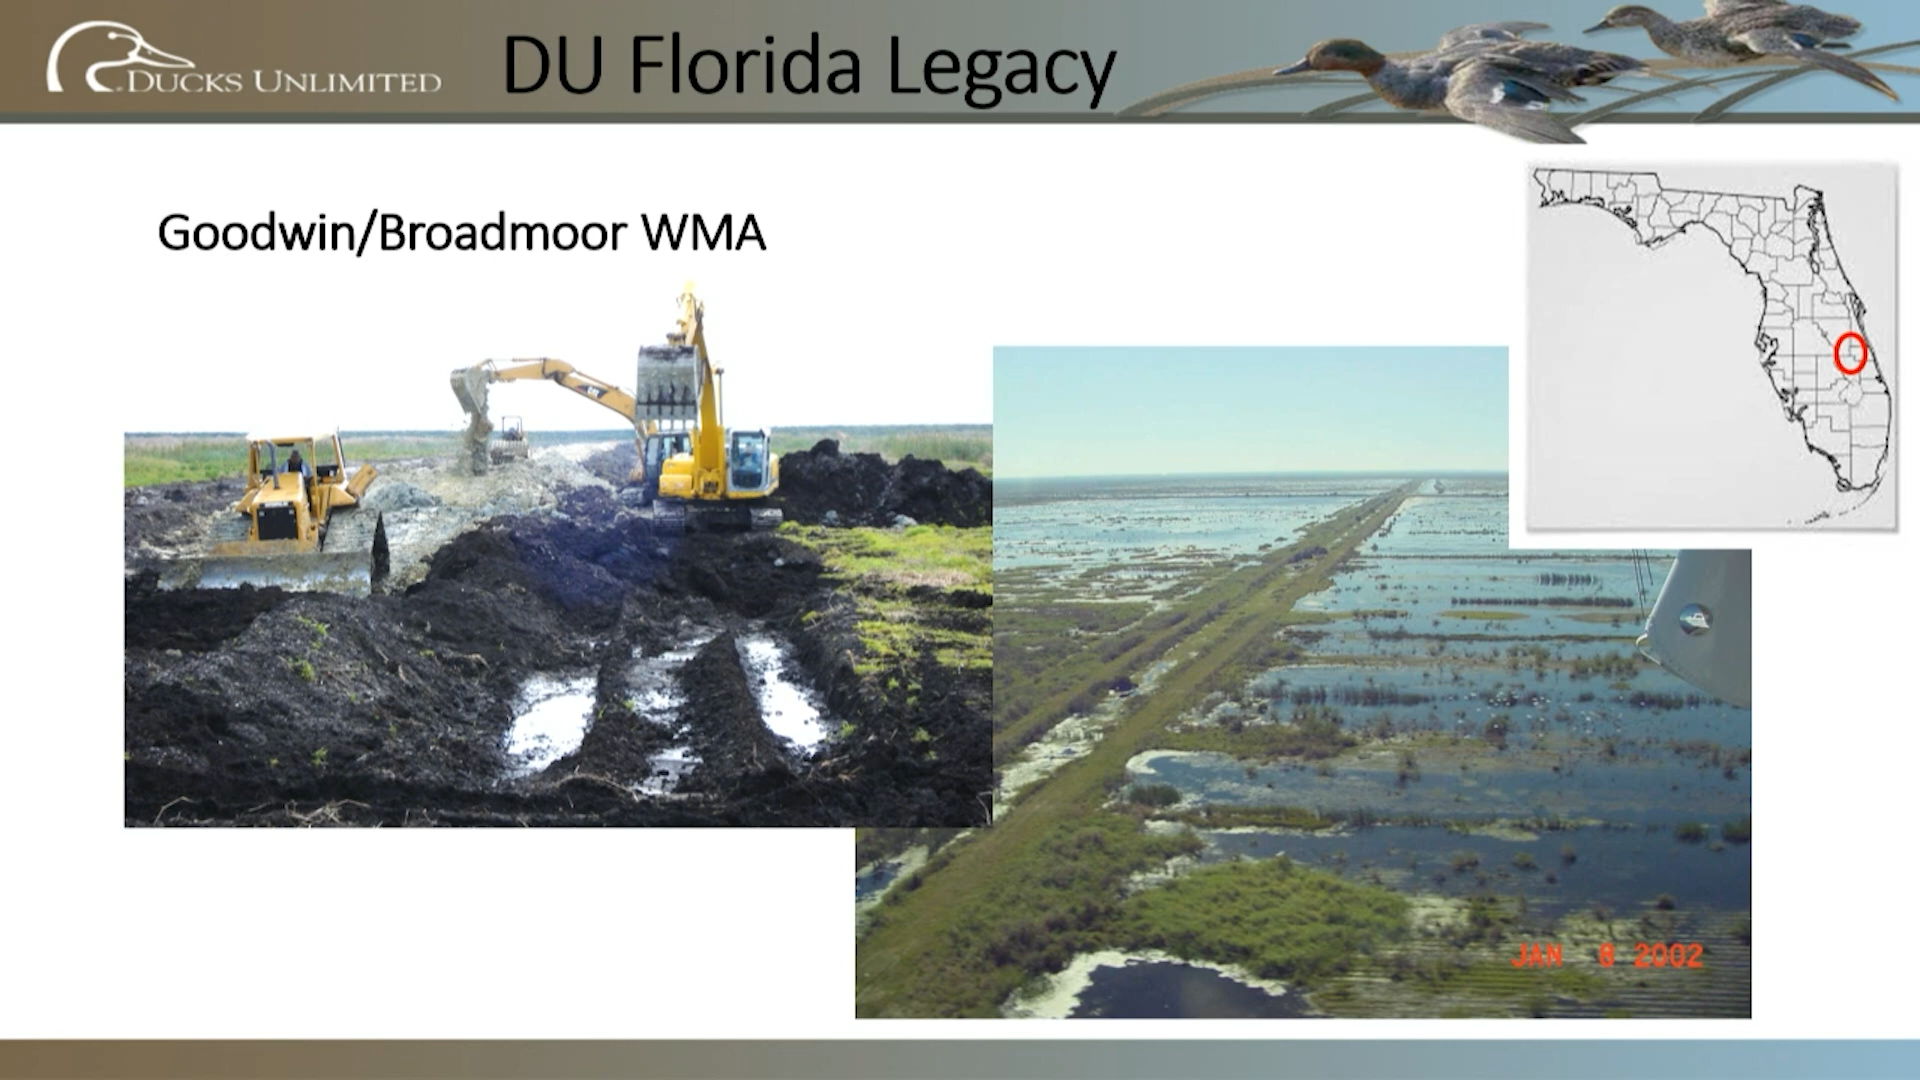 DUCKS UNLIMITED
DU Florida Legacy
Goodwin/Broadmoor WMA
JAN 8 2002